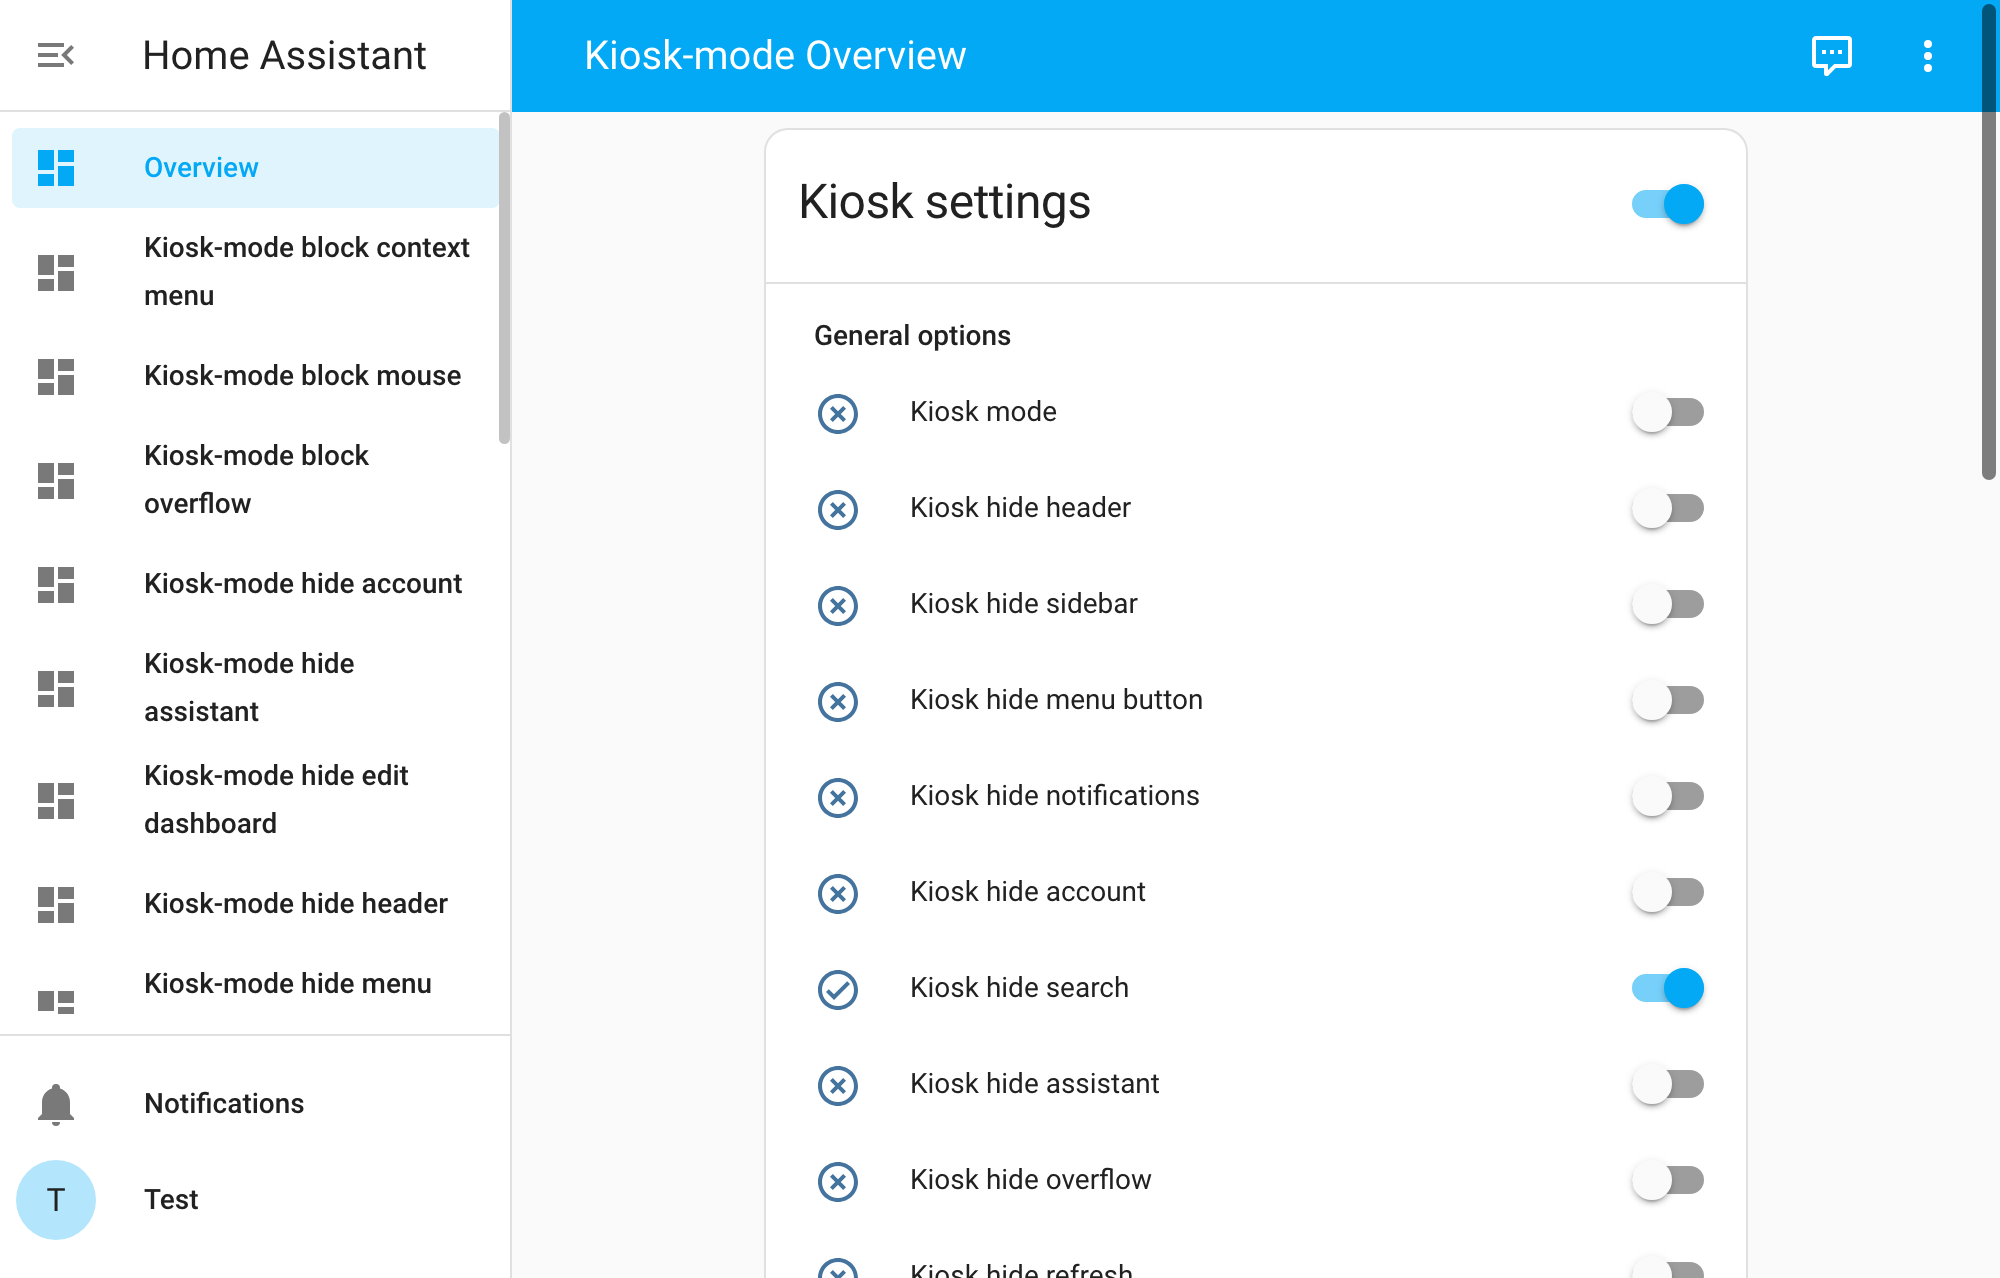 Home Assistant
Kiosk-mode Overview
Overview
Kiosk-mode block context
menu
Kiosk-mode block mouse
Kiosk-mode block
overflow
Kiosk-mode hide account
Kiosk-mode hide
assistant
Kiosk-mode hide edit
dashboard
Kiosk-mode hide header
Kiosk-mode hide menu
Notifications
T
Test
Kiosk settings
General options
Kiosk mode
Kiosk hide header
Kiosk hide sidebar
Kiosk hide menu button
Kiosk hide notifications
Kiosk hide account
Kiosk hide search
Kiosk hide assistant
Kiosk hide overflow
Kiosk hide refresh